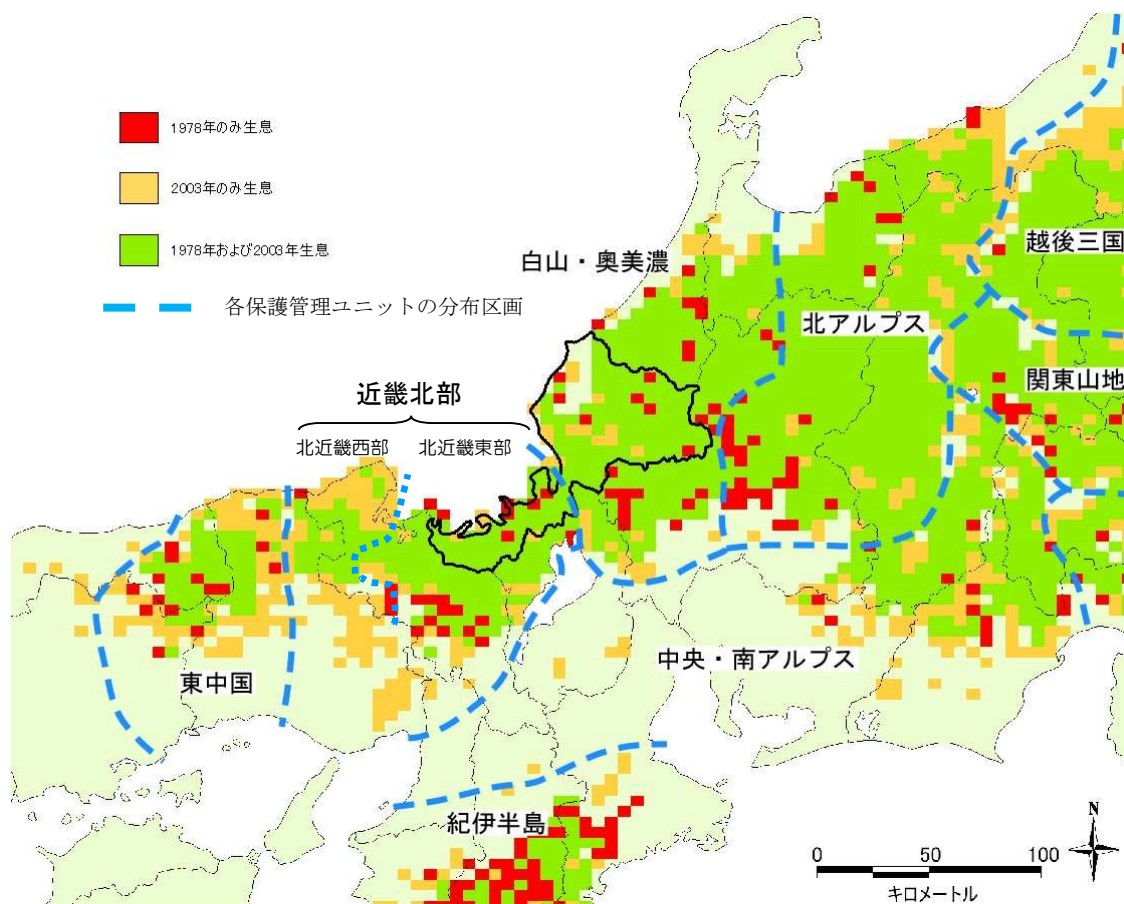 1978年のみ生息
2003年のみ生息
1978年および2003年生息
各保護管理ユニットの分布区画
白山・奥美濃
越後三国
北アルプス
関東山地
近畿北部
北近畿西部
北近畿東部
東中国
中央・南アルプス
紀伊半島
N
0 50 100
キロメートル